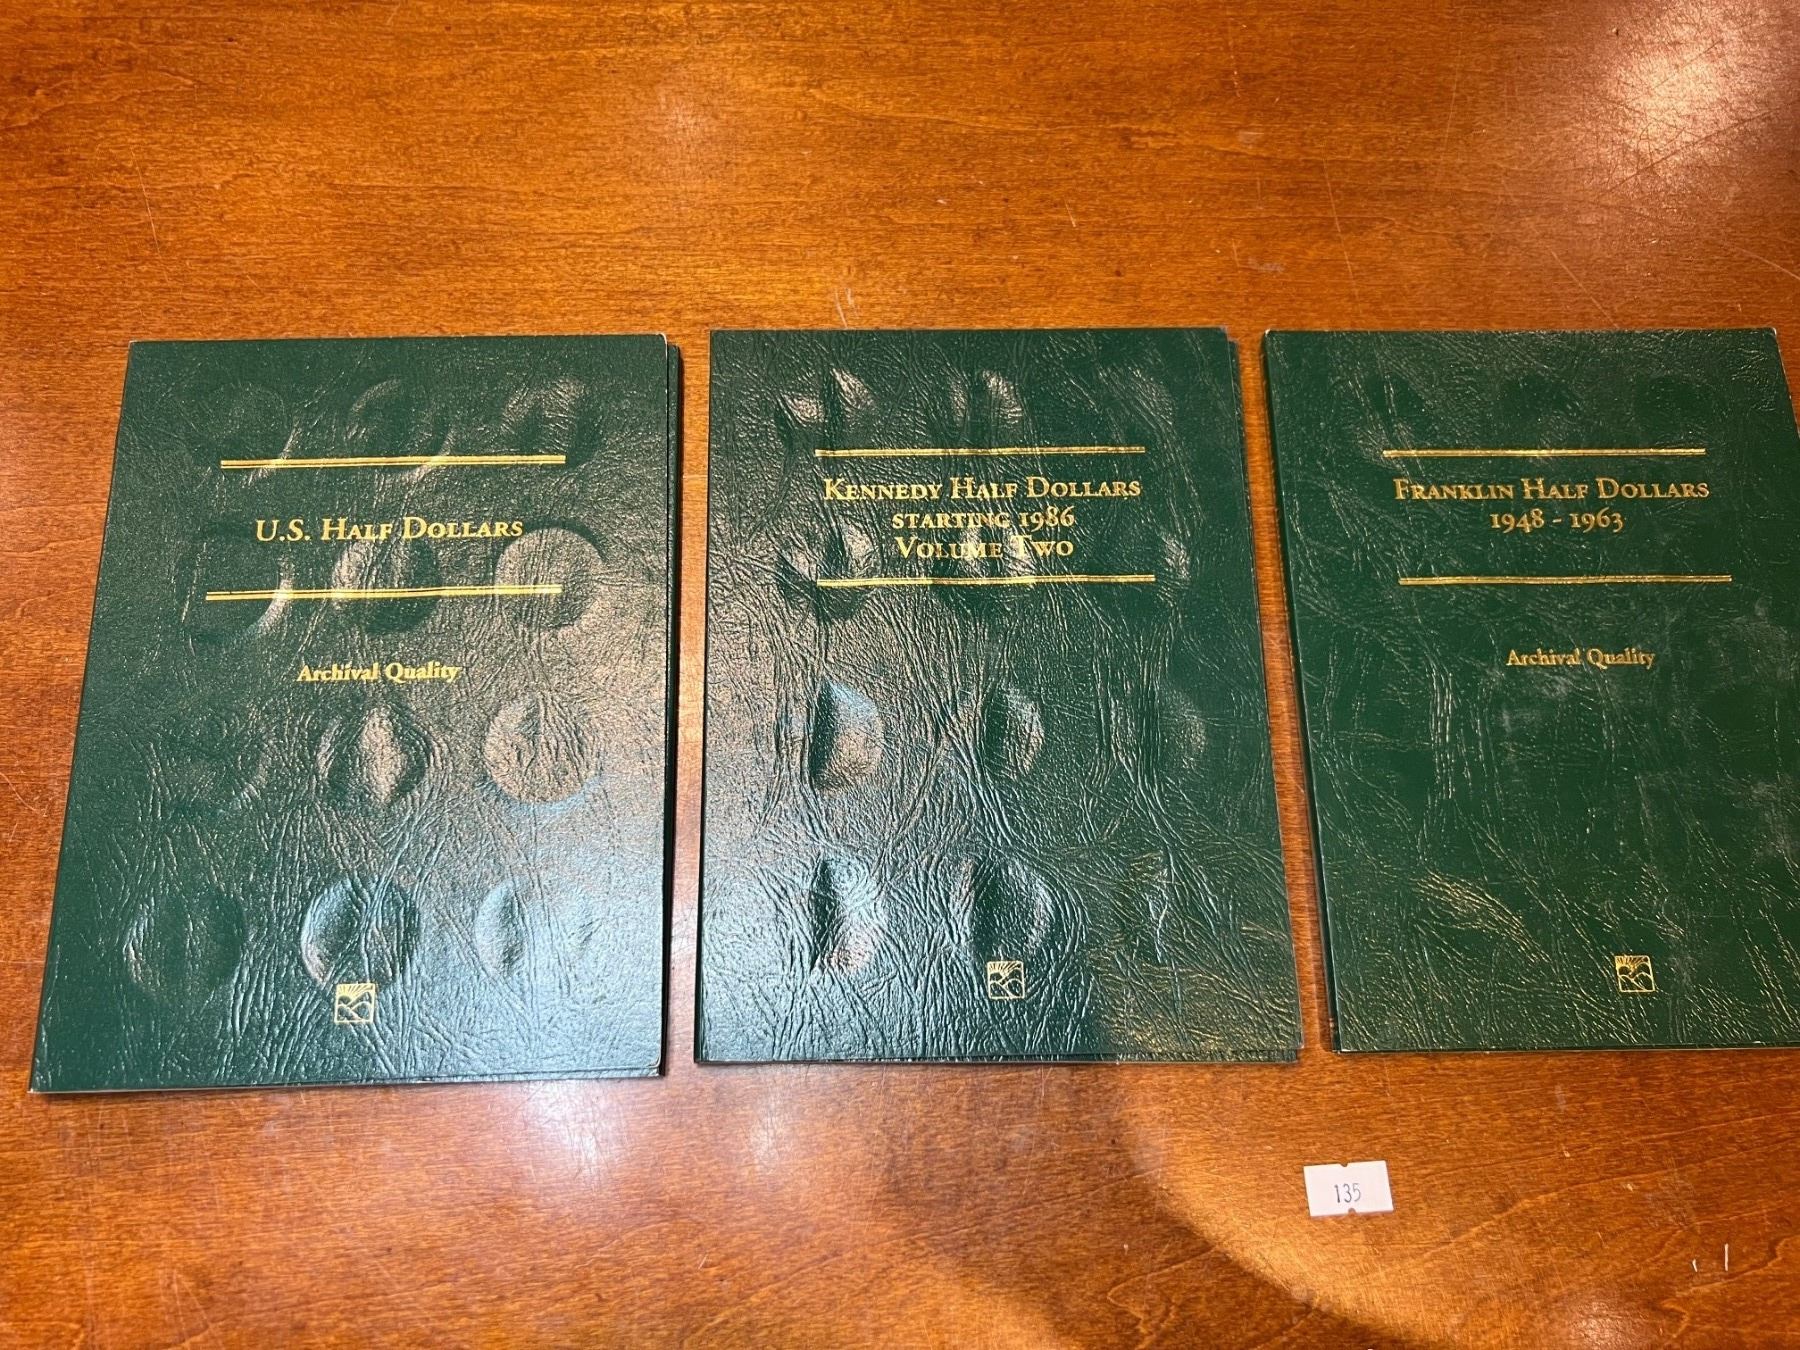 U.S. Half Dollars
Archival Quality
Kennedy Half Dollars
starting 1986
Volume Two
Franklin Half Dollars
1948 - 1963
Archival Quality
135